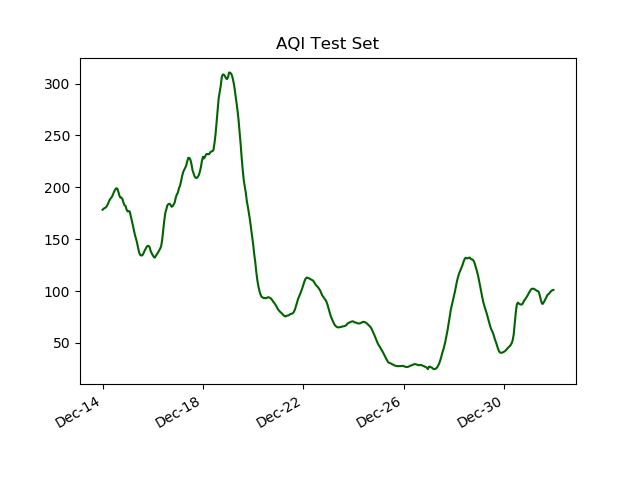 AQI Test Set
300
250
200
150
100
50
Dec-14
Dec-18
Dec-22
Dec-26
Dec-30